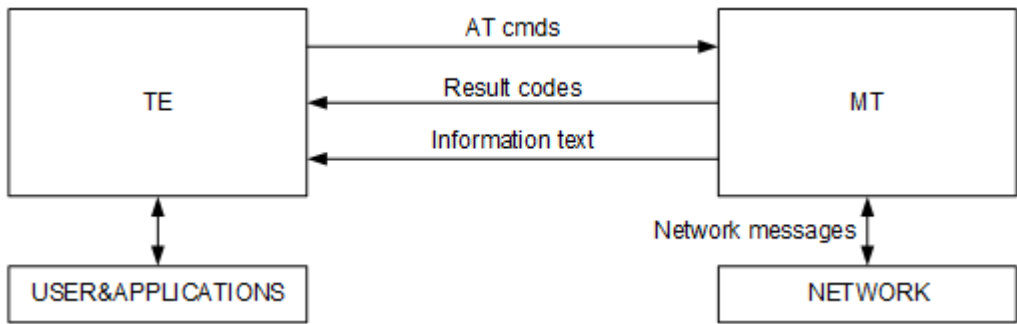 AT cmds
TE
Result codes
MT
Information text
Network messages
USER&APPLICATIONS
NETWORK